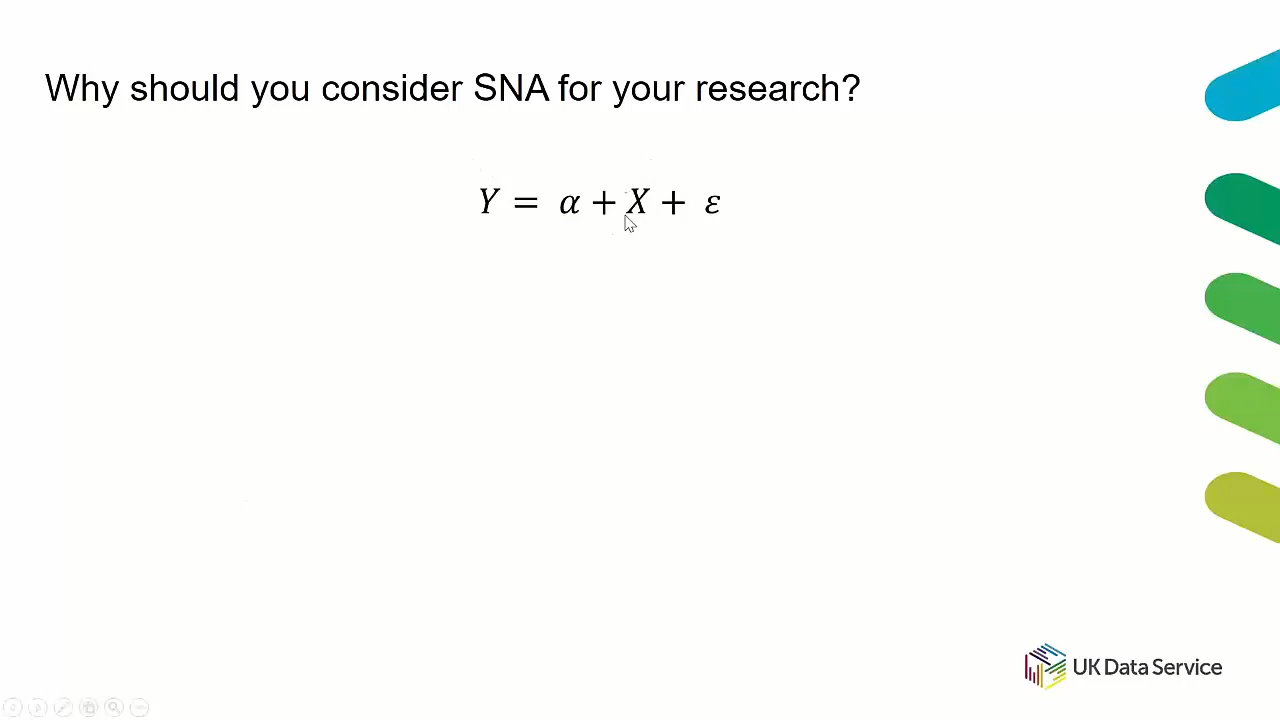 Why should you consider SNA for your research?
Y = α + X + ε
UK Data Service